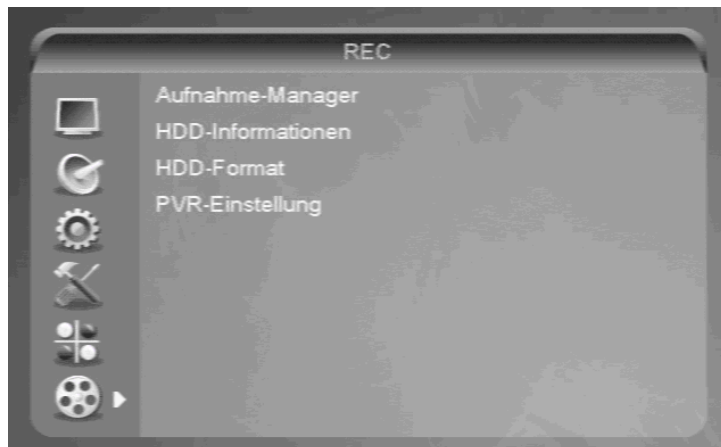 REC
Aufnahme-Manager
HDD-Informationen
HDD-Format
PVR-Einstellung